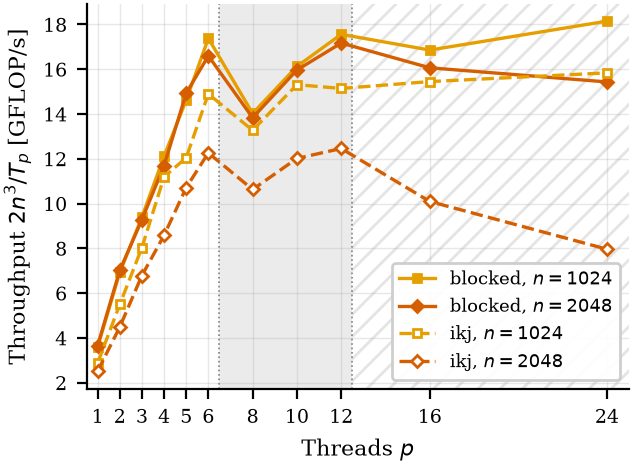 Throughput 2n³/Tₚ [GFLOP/s]
18
16
14
12
10
8
6
4
2
blocked, n = 1024
blocked, n = 2048
ikj, n = 1024
ikj, n = 2048
1 2 3 4 5 6 8 10 12 16 24
Threads p